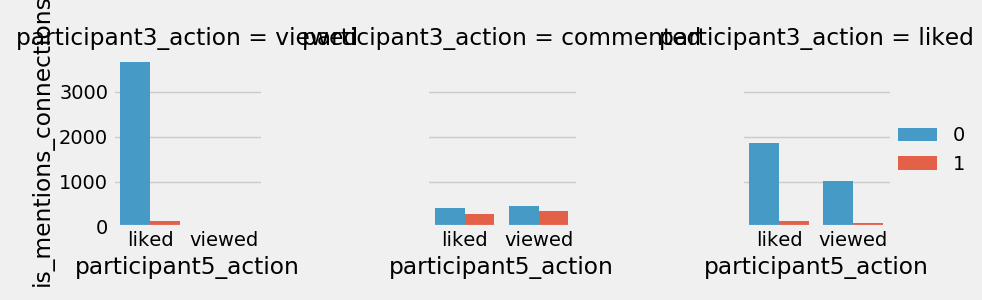 participant3_action = viewed
participant3_action = commented
participant3_action = liked
is_mentions_connections
3000
2000
1000
0
liked viewed
liked viewed
liked viewed
participant5_action
participant5_action
participant5_action
0
1